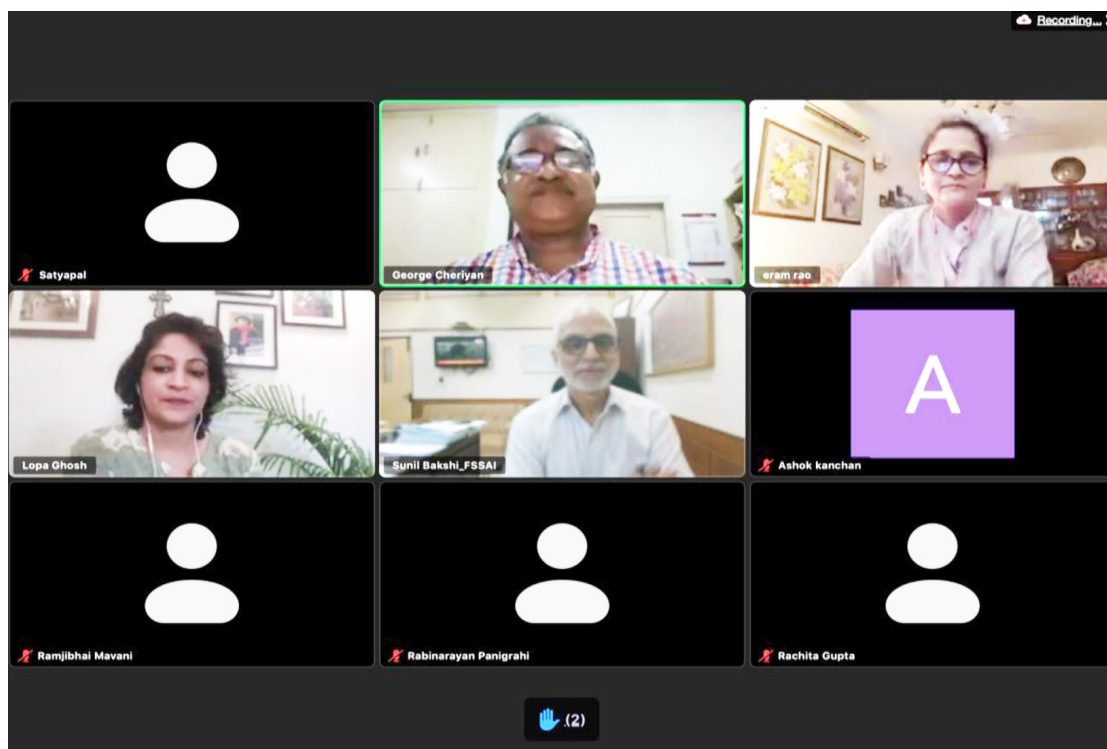 Recording...
Satyapal
George Cheriyan
eram rao
Lopa Ghosh
Sunil Bakshi_FSSAI
A
Ashok kanchan
Ramjibhai Mavani
Rabinarayan Panigrahi
Rachita Gupta
(2)